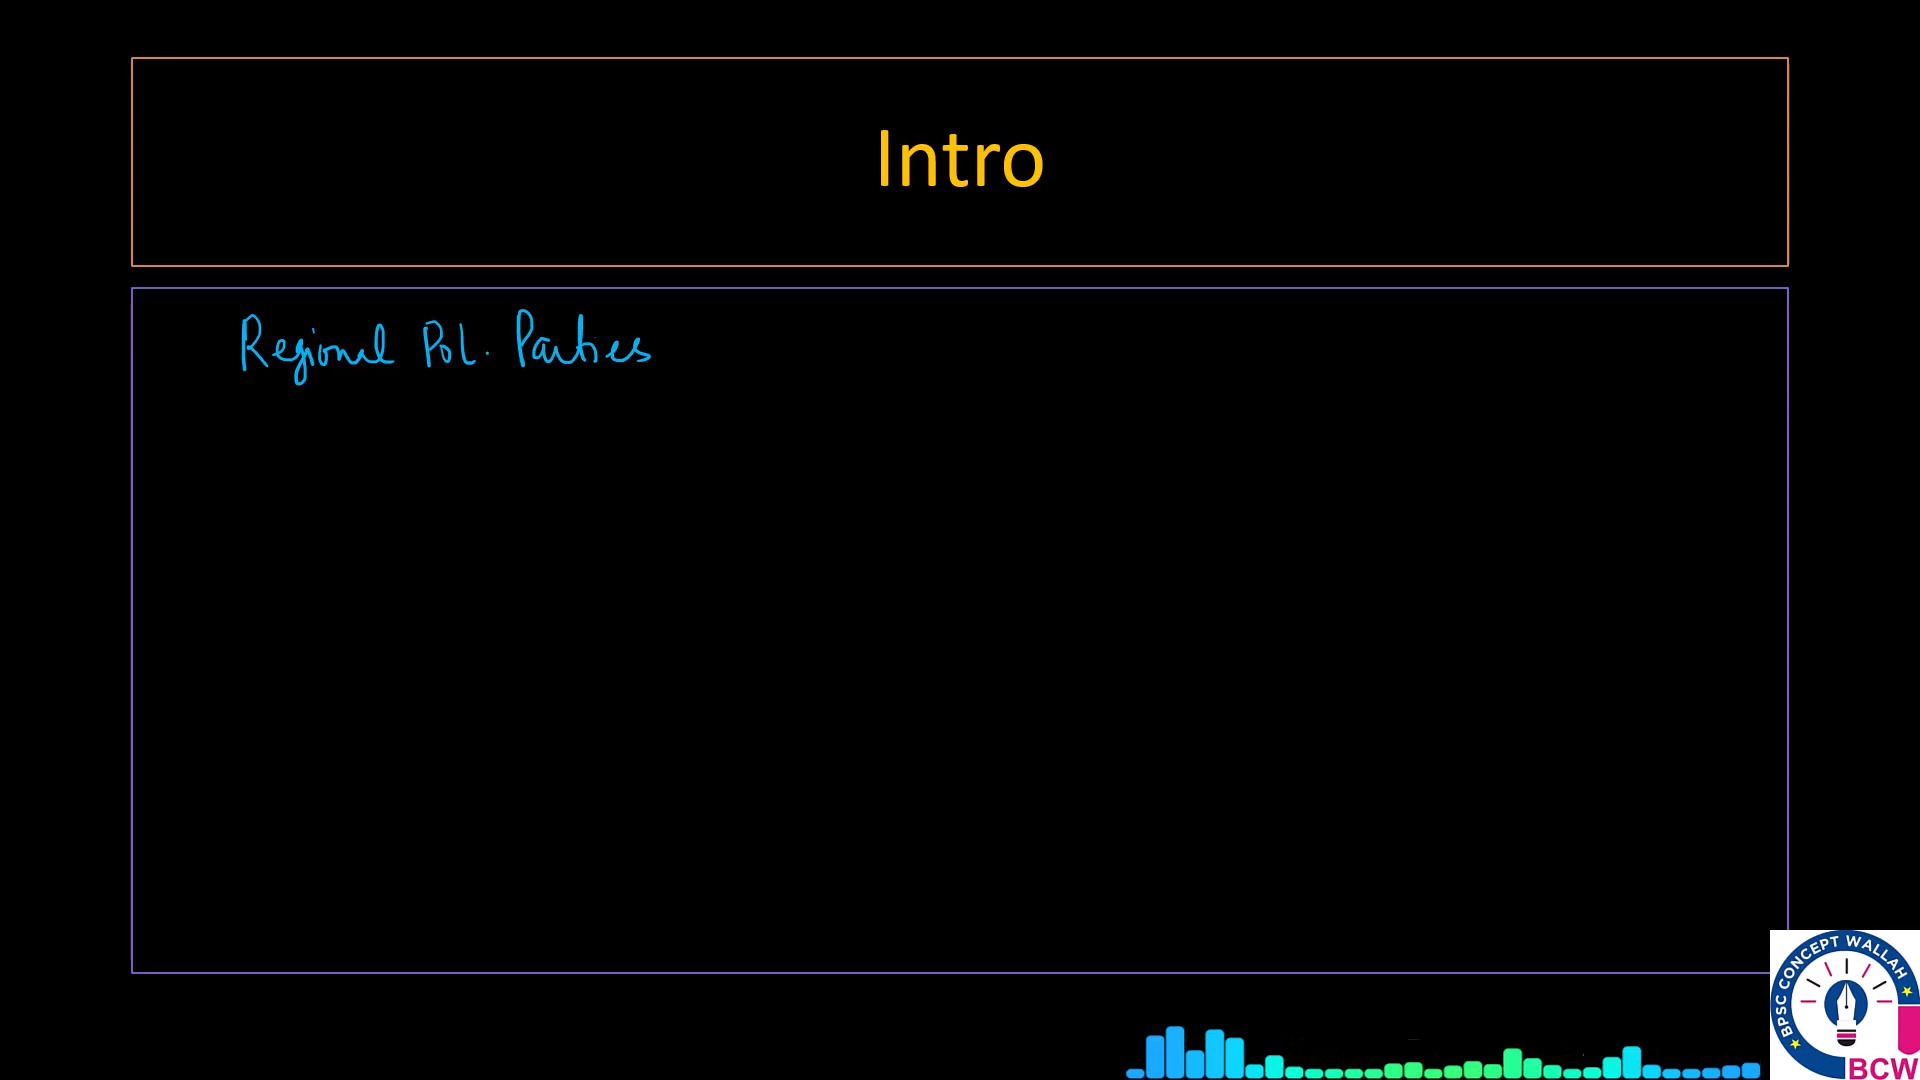 Intro
Regional Pol. Parties
BPSC CONCEPT WALLAH
BCW